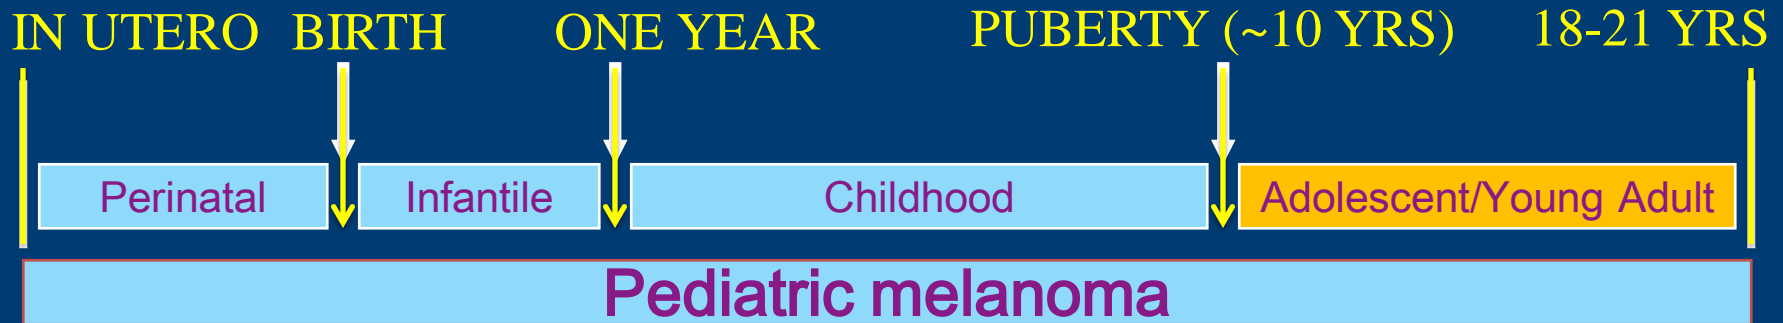 IN UTERO BIRTH ONE YEAR PUBERTY (~10 YRS) 18-21 YRS
Perinatal Infantile Childhood Adolescent/Young Adult
Pediatric melanoma